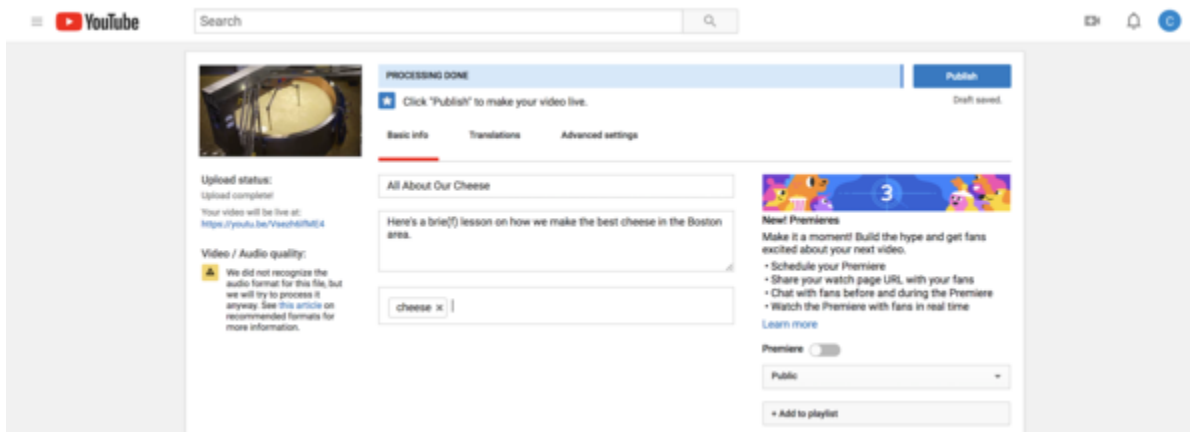 YouTube
Search
C
PROCESSING DONE
Publish
Click "Publish" to make your video live.
Draft saved.
Basic info
Translations
Advanced settings
Upload status:
Upload complete!
Your video will be live at:
Video / Audio quality:
We did not recognize the
audio format for this file, but
we will try to process it
anyway. See this article on
recommended formats for
more information.
All About Our Cheese
Here's a brie(f) lesson on how we make the best cheese in the Boston
area.
cheese ×
3
New! Premieres
Make it a moment! Build the hype and get fans
excited about your next video.
• Schedule your Premiere
• Share your watch page URL with your fans
• Chat with fans before and during the Premiere
• Watch the Premiere with fans in real time
Learn more
Premiere
Public
+ Add to playlist